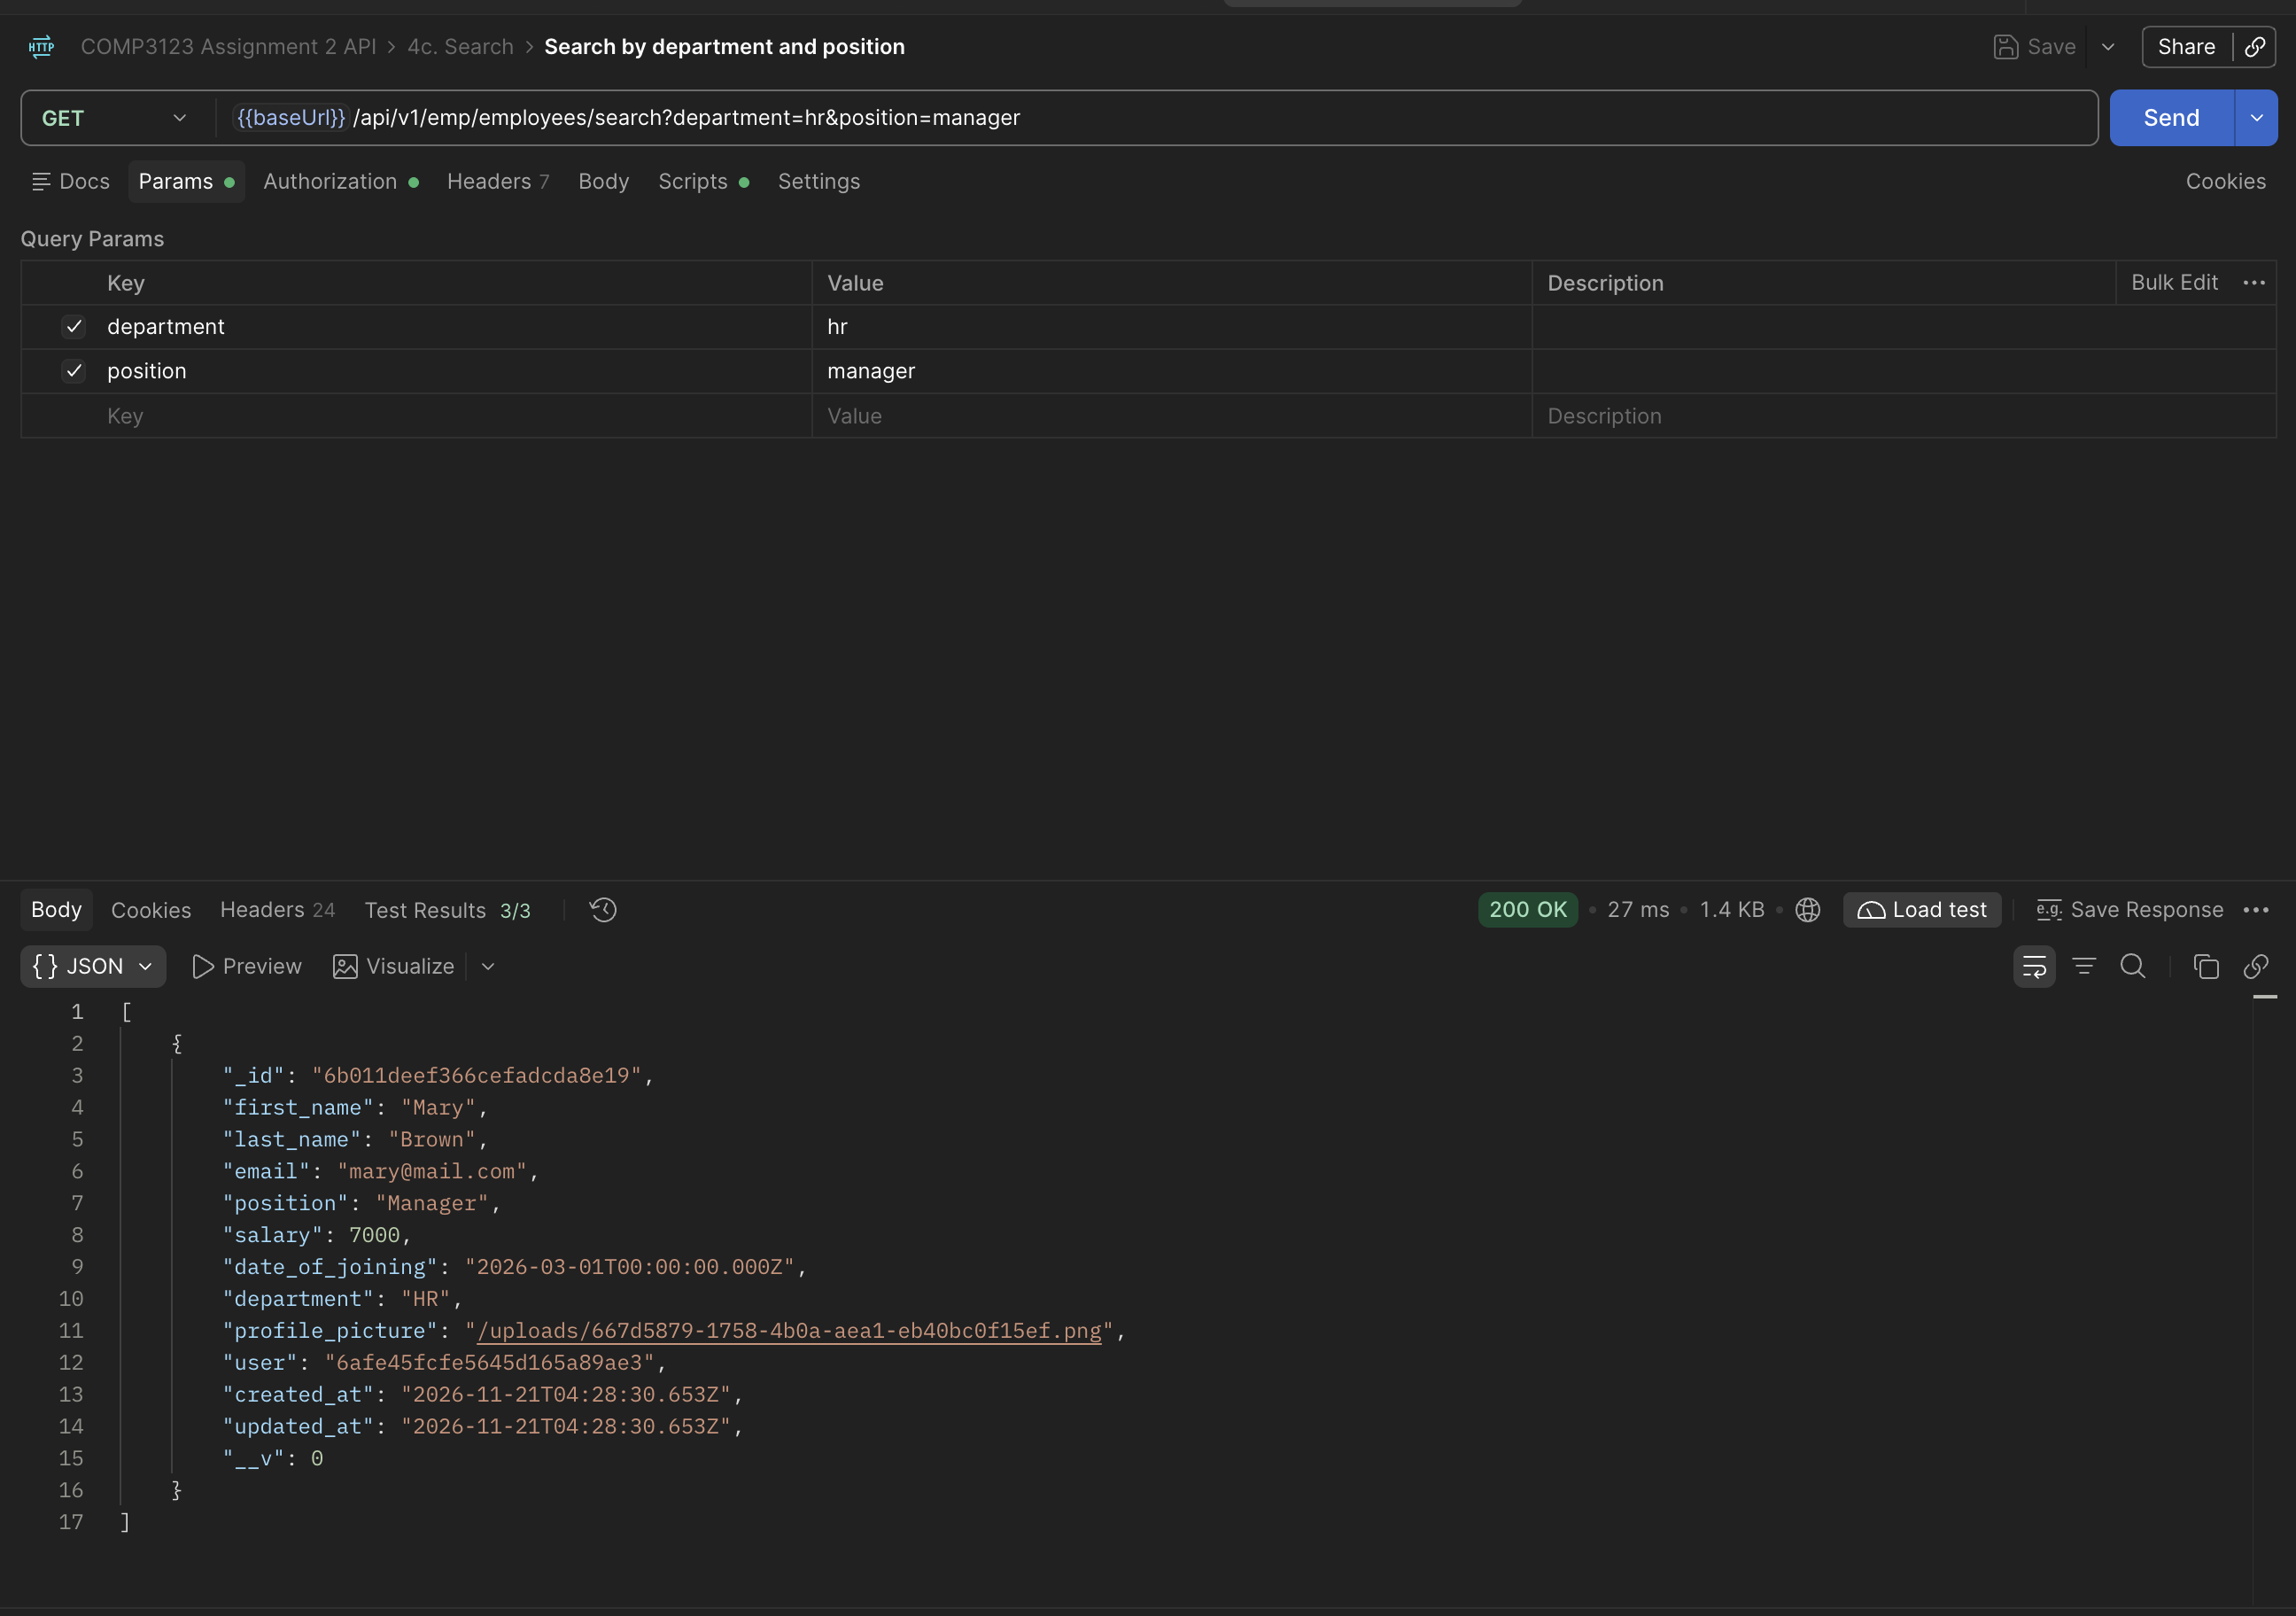 HTTP COMP3123 Assignment 2 API > 4c. Search > Search by department and position Save Share
GET {{baseUrl}}/api/v1/emp/employees/search?department=hr&position=manager Send
Docs Params Authorization Headers 7 Body Scripts Settings Cookies
Query Params
Key Value Description Bulk Edit
department hr
position manager
Key Value Description
Body Cookies Headers 24 Test Results 3/3 200 OK 27 ms 1.4 KB Load test e.g. Save Response
{} JSON Preview Visualize
1 [
2 {
3 "_id": "6b011deef366cefadcda8e19",
4 "first_name": "Mary",
5 "last_name": "Brown",
6 "email": "mary@mail.com",
7 "position": "Manager",
8 "salary": 7000,
9 "date_of_joining": "2026-03-01T00:00:00.000Z",
10 "department": "HR",
11 "profile_picture": "/uploads/667d5879-1758-4b0a-aea1-eb40bc0f15ef.png",
12 "user": "6afe45fcfe5645d165a89ae3",
13 "created_at": "2026-11-21T04:28:30.653Z",
14 "updated_at": "2026-11-21T04:28:30.653Z",
15 "__v": 0
16 }
17 ]